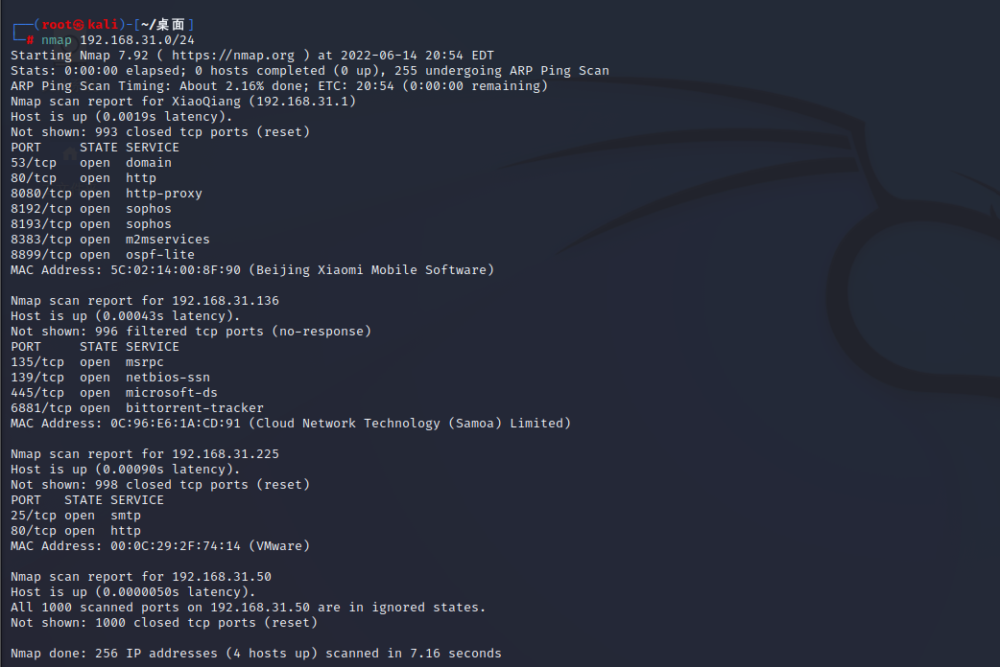 ┌──(root㉿kali)-[~/桌面]
└─# nmap 192.168.31.0/24
Starting Nmap 7.92 ( https://nmap.org ) at 2022-06-14 20:54 EDT
Stats: 0:00:00 elapsed; 0 hosts completed (0 up), 255 undergoing ARP Ping Scan
ARP Ping Scan Timing: About 2.16% done; ETC: 20:54 (0:00:00 remaining)
Nmap scan report for XiaoQiang (192.168.31.1)
Host is up (0.0019s latency).
Not shown: 993 closed tcp ports (reset)
PORT     STATE SERVICE
53/tcp   open  domain
80/tcp   open  http
8080/tcp open  http-proxy
8192/tcp open  sophos
8193/tcp open  sophos
8383/tcp open  m2mservices
8899/tcp open  ospf-lite
MAC Address: 5C:02:14:00:8F:90 (Beijing Xiaomi Mobile Software)

Nmap scan report for 192.168.31.136
Host is up (0.00043s latency).
Not shown: 996 filtered tcp ports (no-response)
PORT     STATE SERVICE
135/tcp  open  msrpc
139/tcp  open  netbios-ssn
445/tcp  open  microsoft-ds
6881/tcp open  bittorrent-tracker
MAC Address: 0C:96:E6:1A:CD:91 (Cloud Network Technology (Samoa) Limited)

Nmap scan report for 192.168.31.225
Host is up (0.00090s latency).
Not shown: 998 closed tcp ports (reset)
PORT   STATE SERVICE
25/tcp open  smtp
80/tcp open  http
MAC Address: 00:0C:29:2F:74:14 (VMware)

Nmap scan report for 192.168.31.50
Host is up (0.0000050s latency).
All 1000 scanned ports on 192.168.31.50 are in ignored states.
Not shown: 1000 closed tcp ports (reset)

Nmap done: 256 IP addresses (4 hosts up) scanned in 7.16 seconds